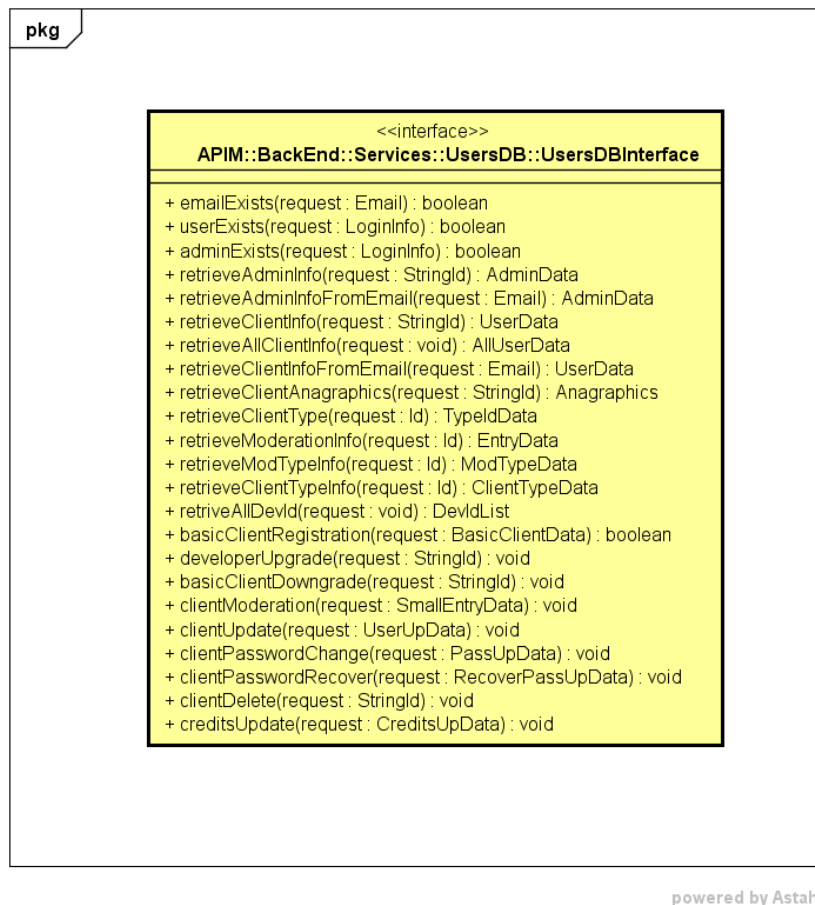 pkg
<<interface>>
APIM::BackEnd::Services::UsersDB::UsersDBInterface
+ emailExists(request : Email) : boolean
+ userExists(request : LoginInfo) : boolean
+ adminExists(request : LoginInfo) : boolean
+ retrieveAdminInfo(request : StringId) : AdminData
+ retrieveAdminInfoFromEmail(request : Email) : AdminData
+ retrieveClientInfo(request : StringId) : UserData
+ retrieveAllClientInfo(request : void) : AllUserData
+ retrieveClientInfoFromEmail(request : Email) : UserData
+ retrieveClientAnagraphics(request : StringId) : Anagraphics
+ retrieveClientType(request : Id) : TypeIdData
+ retrieveModerationInfo(request : Id) : EntryData
+ retrieveModTypeInfo(request : Id) : ModTypeData
+ retrieveClientTypeInfo(request : Id) : ClientTypeData
+ retriveAllDevId(request : void) : DevIdList
+ basicClientRegistration(request : BasicClientData) : boolean
+ developerUpgrade(request : StringId) : void
+ basicClientDowngrade(request : StringId) : void
+ clientModeration(request : SmallEntryData) : void
+ clientUpdate(request : UserUpData) : void
+ clientPasswordChange(request : PassUpData) : void
+ clientPasswordRecover(request : RecoverPassUpData) : void
+ clientDelete(request : StringId) : void
+ creditsUpdate(request : CreditsUpData) : void
powered by Astah